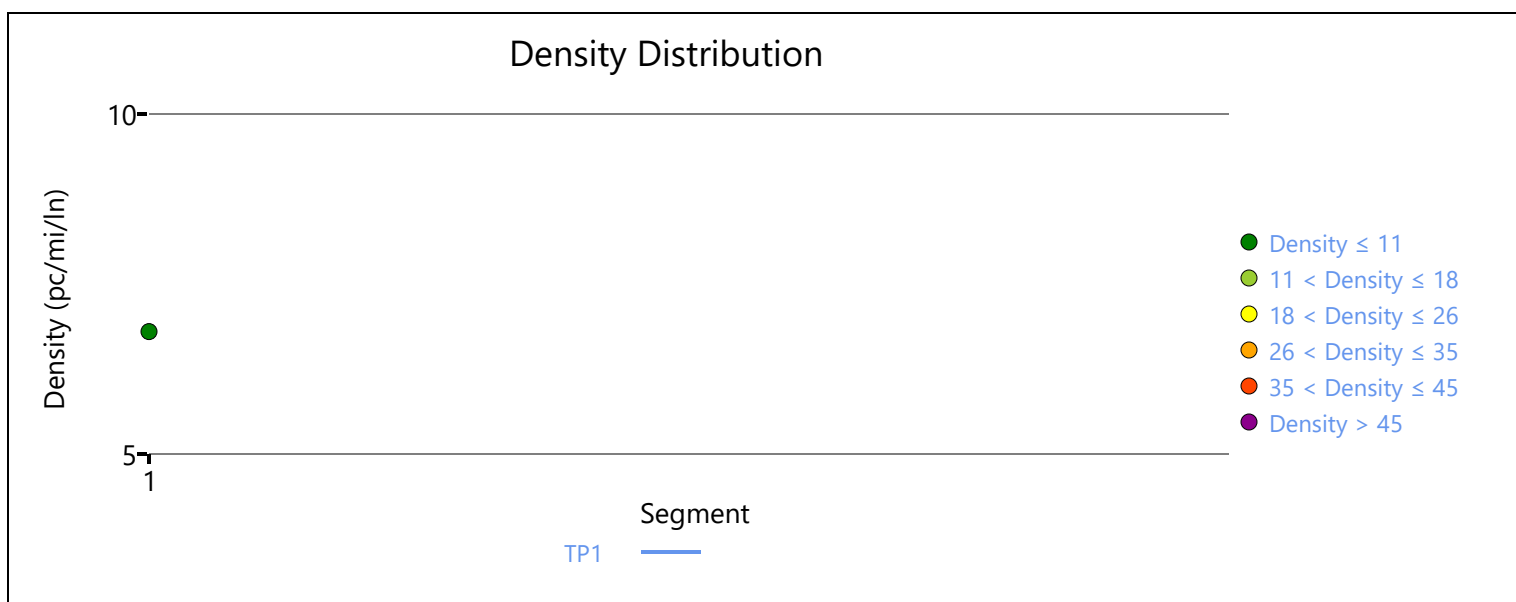 Density Distribution
10
Density (pc/mi/ln)
Density ≤ 11
11 < Density ≤ 18
18 < Density ≤ 26
26 < Density ≤ 35
35 < Density ≤ 45
Density > 45
5
1
Segment
TP1